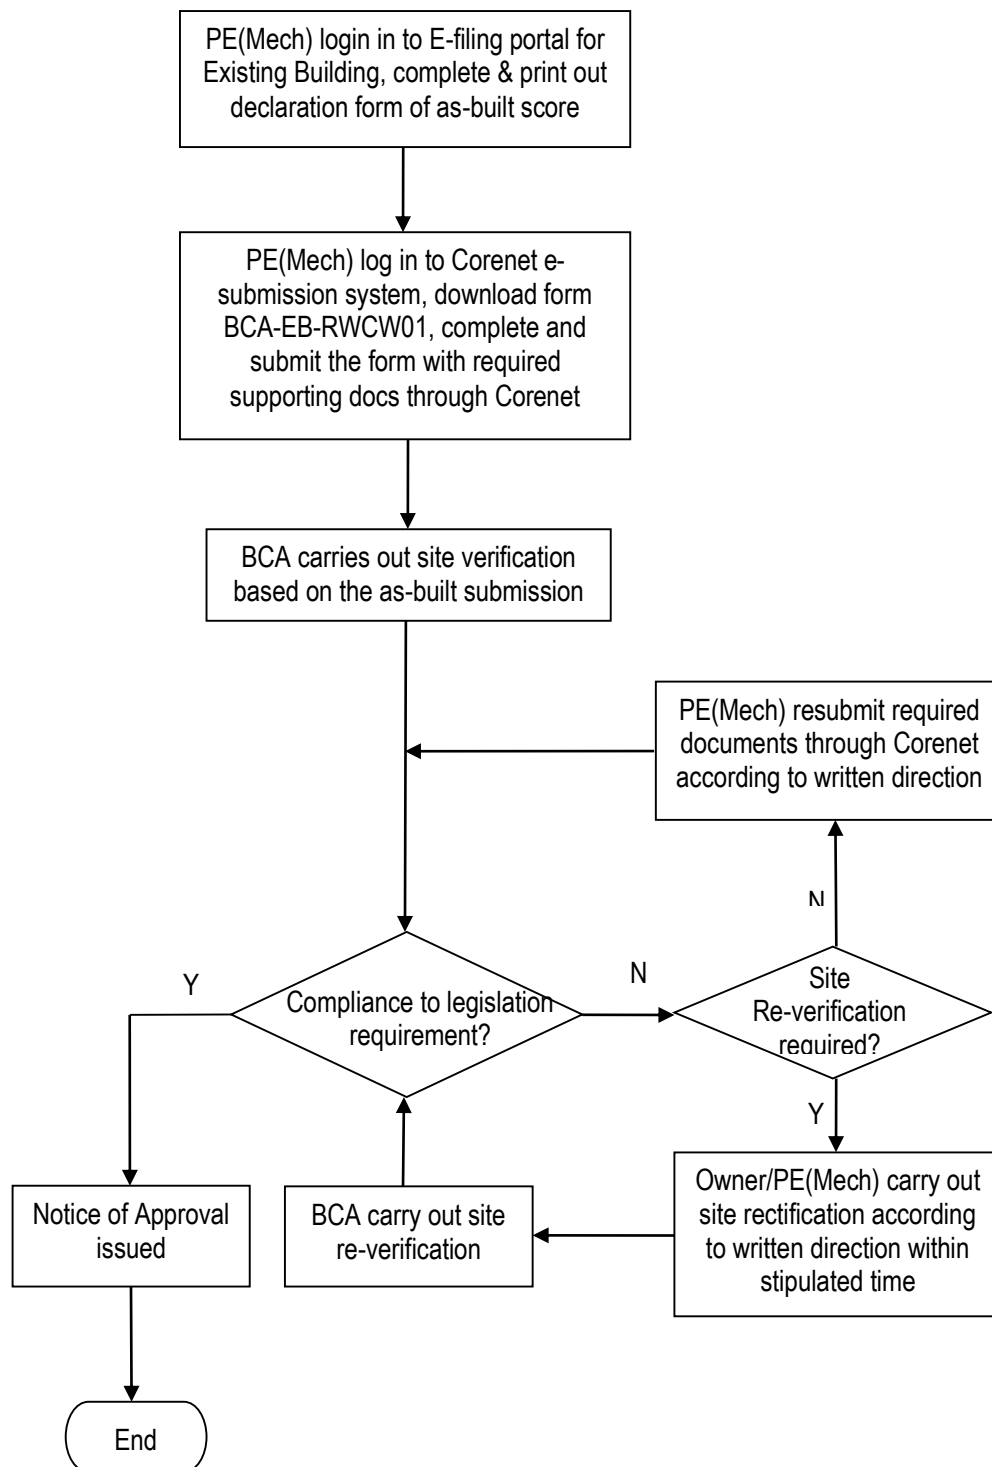 PE(Mech) login in to E-filing portal for
Existing Building, complete & print out
declaration form of as-built score
PE(Mech) log in to Corenet e-
submission system, download form
BCA-EB-RWCW01, complete and
submit the form with required
supporting docs through Corenet
BCA carries out site verification
based on the as-built submission
PE(Mech) resubmit required
documents through Corenet
according to written direction
N
Y
Compliance to legislation
requirement?
N
Site
Re-verification
required?
Y
Notice of Approval
issued
BCA carry out site
re-verification
Owner/PE(Mech) carry out
site rectification according
to written direction within
stipulated time
End